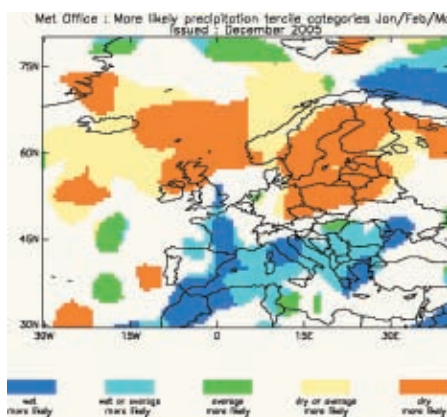 Met Office : More likely precipitation tercile categories Jan/Feb/Ma
Issued : December 2005
75N
60N
45N
30N
30W 15W 0 15E 30E
wet wet or average average dry or average dry
more likely more likely more likely more likely more likely